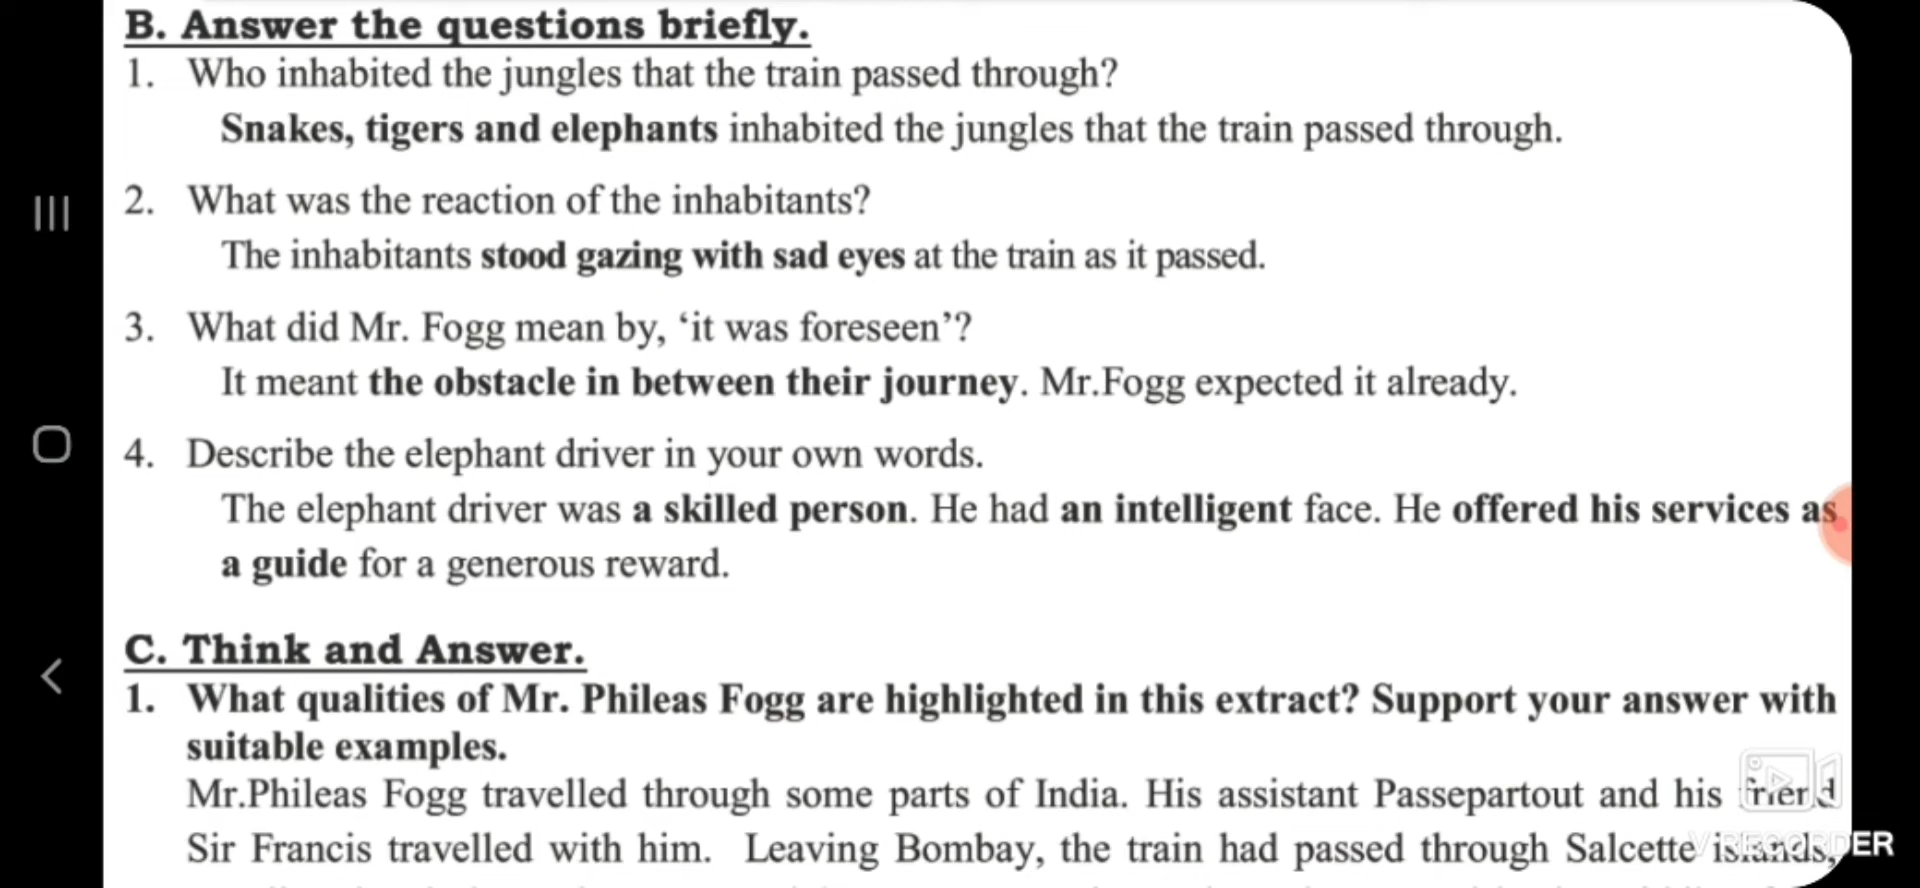 B. Answer the questions briefly.
1. Who inhabited the jungles that the train passed through?
Snakes, tigers and elephants inhabited the jungles that the train passed through.
2. What was the reaction of the inhabitants?
The inhabitants stood gazing with sad eyes at the train as it passed.
3. What did Mr. Fogg mean by, ‘it was foreseen’?
It meant the obstacle in between their journey. Mr.Fogg expected it already.
4. Describe the elephant driver in your own words.
The elephant driver was a skilled person. He had an intelligent face. He offered his services as
a guide for a generous reward.
C. Think and Answer.
1. What qualities of Mr. Phileas Fogg are highlighted in this extract? Support your answer with
suitable examples.
Mr.Phileas Fogg travelled through some parts of India. His assistant Passepartout and his friend
Sir Francis travelled with him. Leaving Bombay, the train had passed through Salcette islands,
V RECORDER